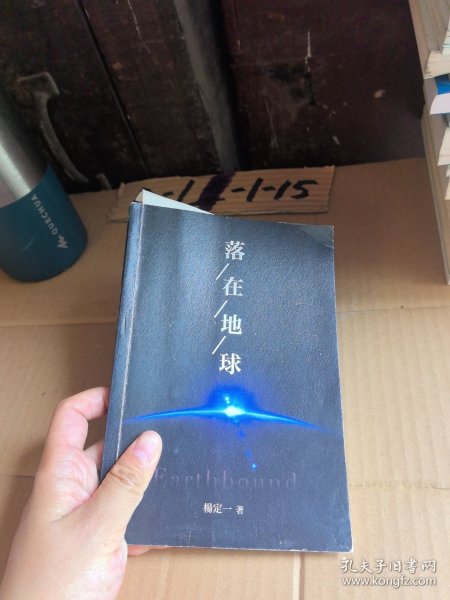 QUECHUA
-1-15
落/在/地/球
Earthbound
楊定一 著
孔夫子旧书网
www.kongfz.com